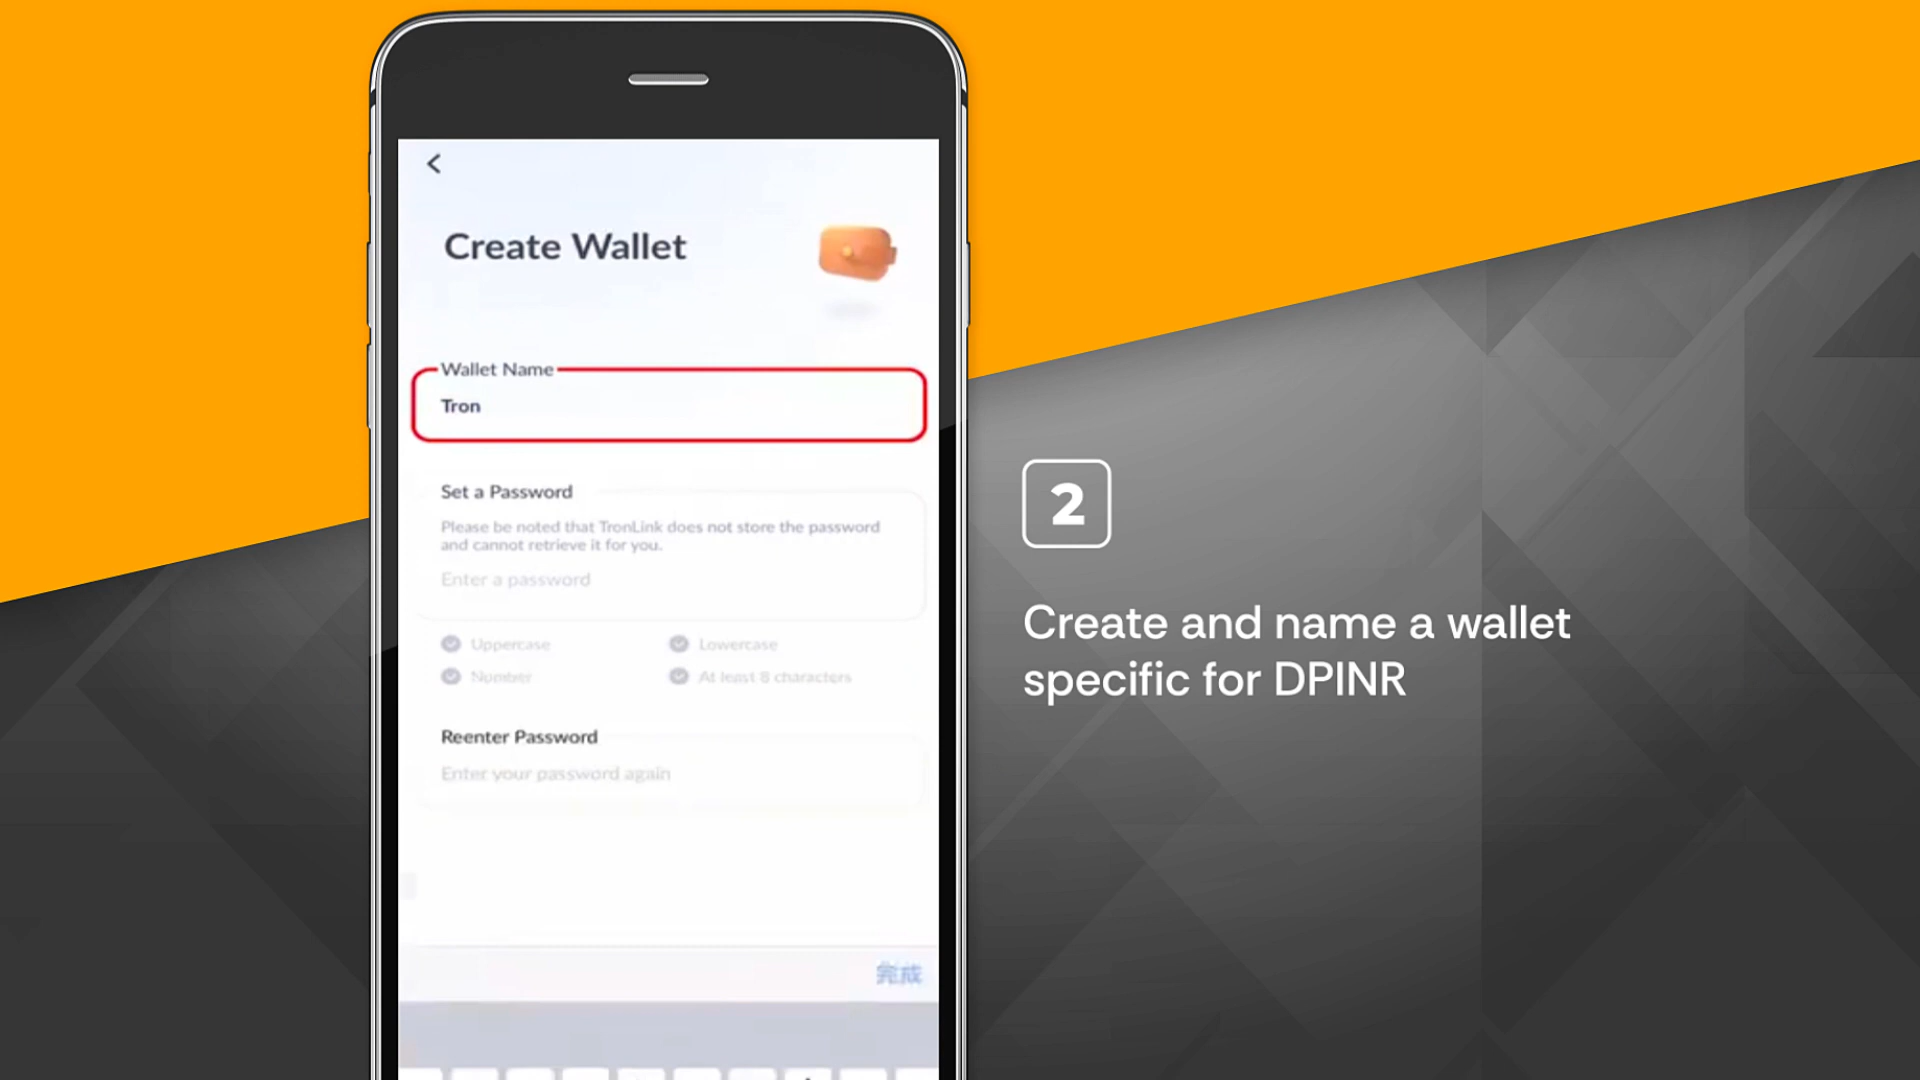 Create Wallet
Wallet Name
Tron
Set a Password
Please be noted that TronLink does not store the password
and cannot retrieve it for you.
Enter a password
Uppercase
Lowercase
Number
At least 8 characters
Reenter Password
Enter your password again
完成
2
Create and name a wallet
specific for DPINR